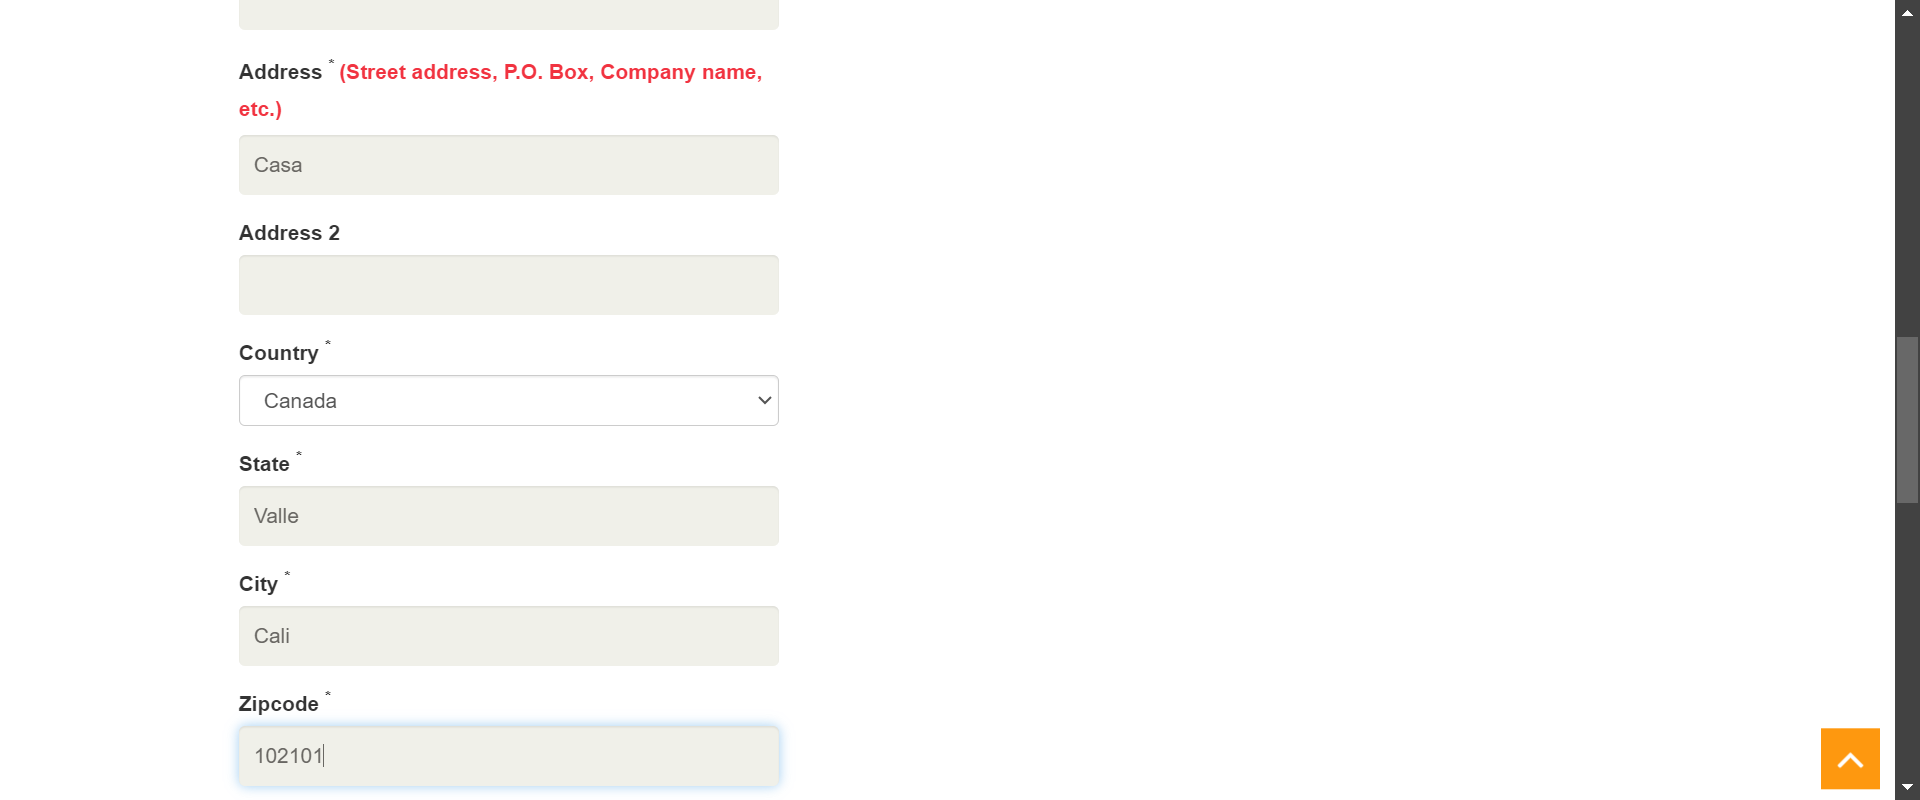 Address * (Street address, P.O. Box, Company name,
etc.)
Casa
Address 2
Country *
Canada
State *
Valle
City *
Cali
Zipcode *
102101